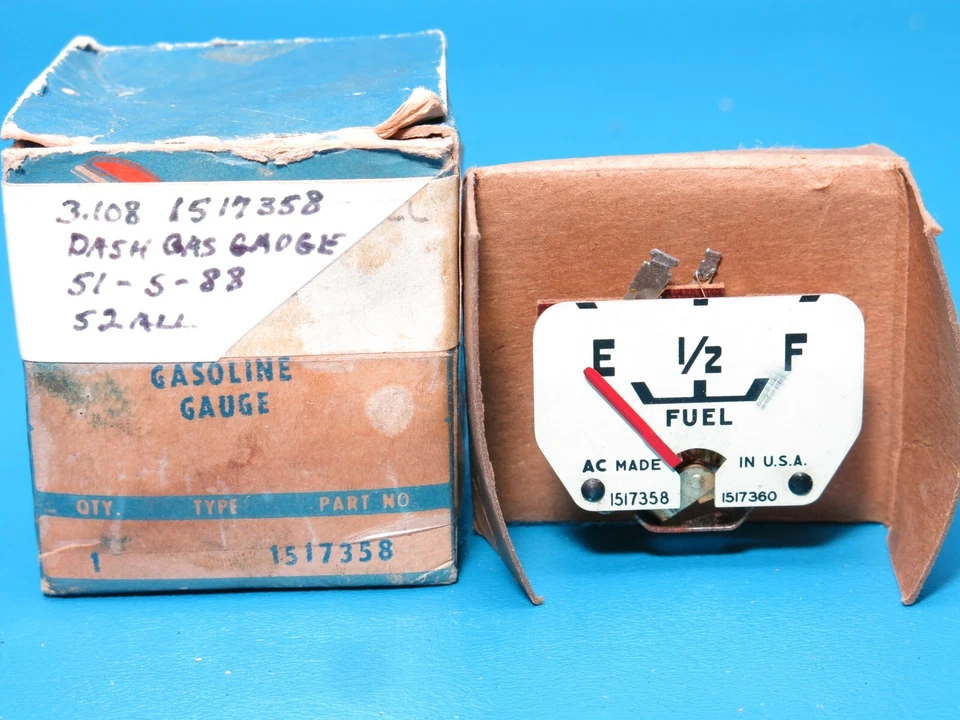 3.108 1517358
DASH GAS GAUGE
51-S-88
52 ALL
GASOLINE
GAUGE
QTY. TYPE PART NO
1 1517358
E 1/2 F
FUEL
AC MADE IN U.S.A.
1517358 1517360